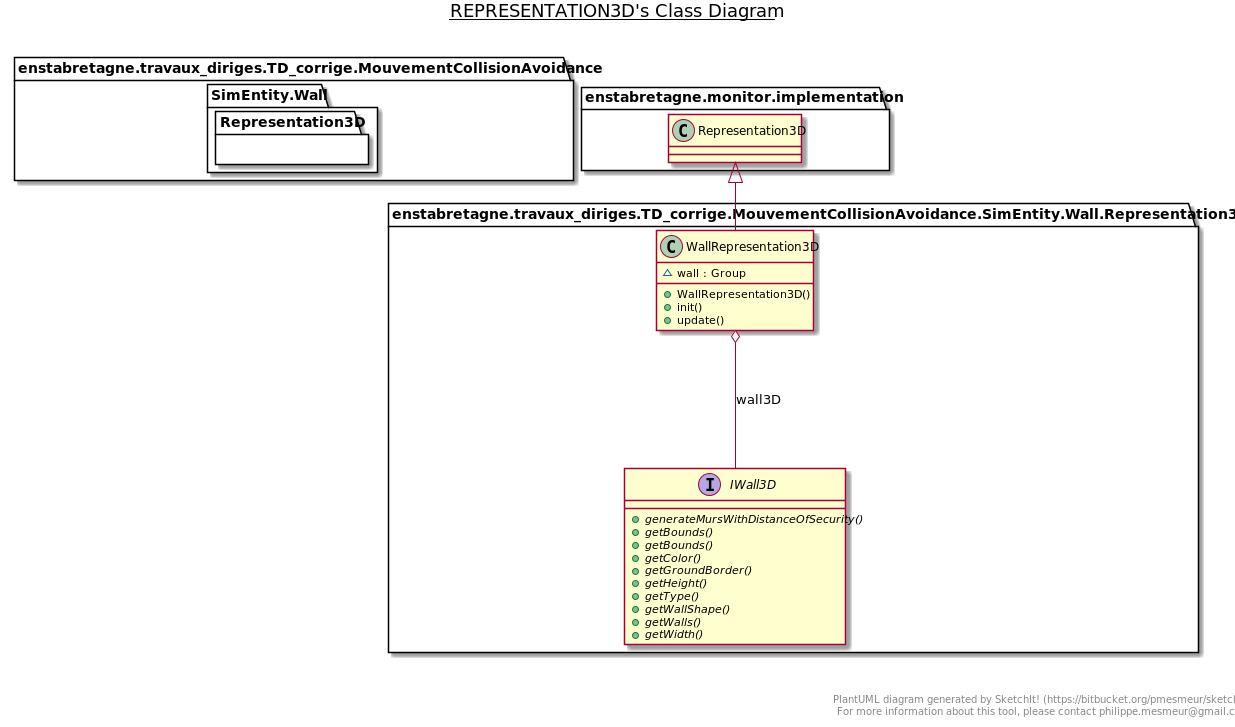 REPRESENTATION3D's Class Diagram
enstabretagne.travaux_diriges.TD_corrige.MouvementCollisionAvoidance
SimEntity.Wall
Representation3D
enstabretagne.monitor.implementation
C Representation3D
enstabretagne.travaux_diriges.TD_corrige.MouvementCollisionAvoidance.SimEntity.Wall.Representation3
C WallRepresentation3D
wall : Group
WallRepresentation3D()
init()
update()
wall3D
I IWall3D
generateMursWithDistanceOfSecurity()
getBounds()
getBounds()
getColor()
getGroundBorder()
getHeight()
getType()
getWallShape()
getWalls()
getWidth()
PlantUML diagram generated by SketchIt! (https://bitbucket.org/pmesmeur/sketch
For more information about this tool, please contact philippe.mesmeur@gmail.c